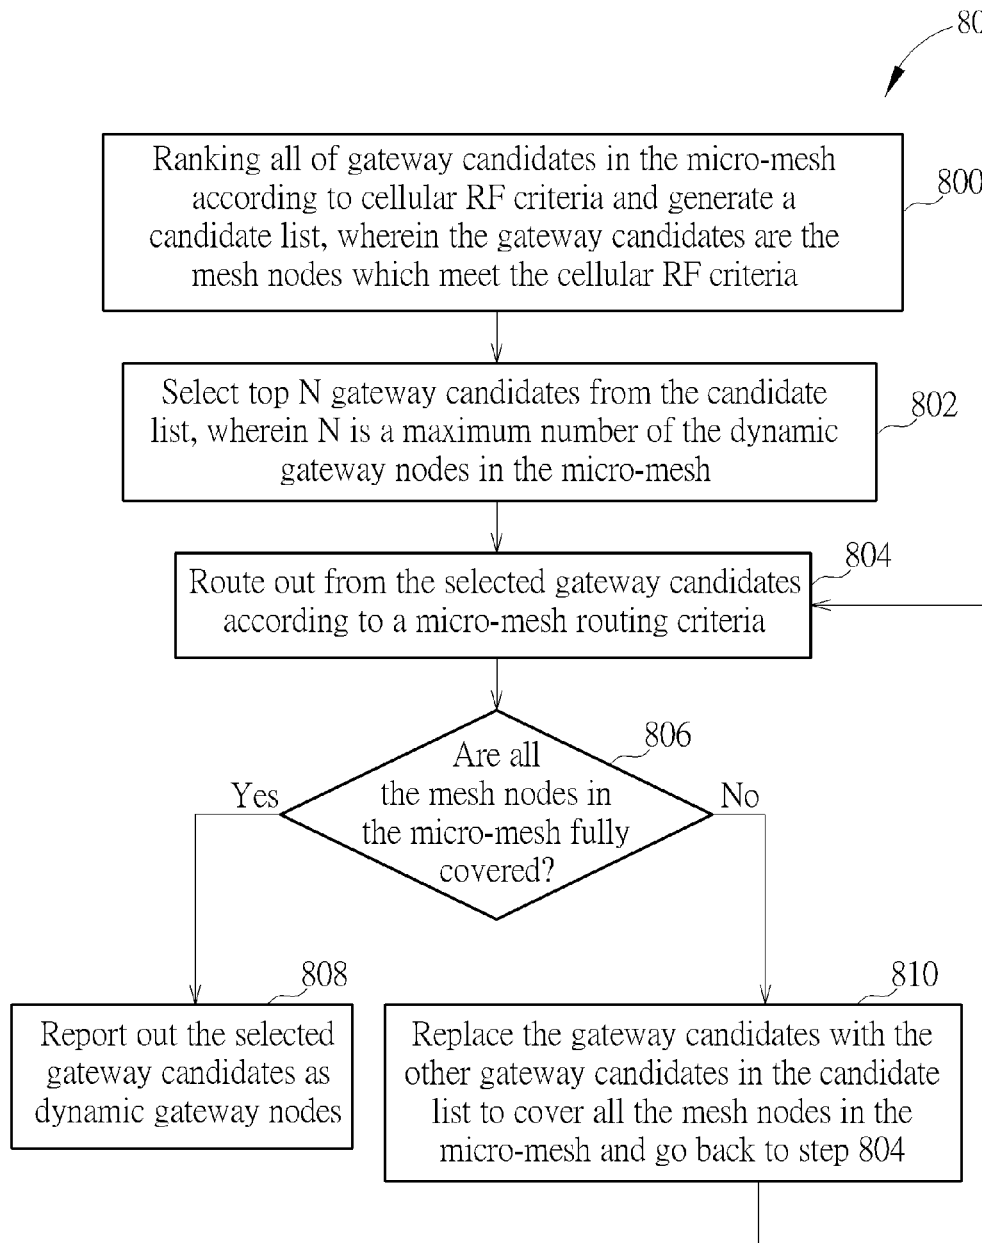 80
Ranking all of gateway candidates in the micro-mesh
according to cellular RF criteria and generate a
candidate list, wherein the gateway candidates are the
mesh nodes which meet the cellular RF criteria
800
Select top N gateway candidates from the candidate
list, wherein N is a maximum number of the dynamic
gateway nodes in the micro-mesh
802
Route out from the selected gateway candidates
according to a micro-mesh routing criteria
804
Are all
the mesh nodes in
the micro-mesh fully
covered?
806
Yes
No
Report out the selected
gateway candidates as
dynamic gateway nodes
808
Replace the gateway candidates with the
other gateway candidates in the candidate
list to cover all the mesh nodes in the
micro-mesh and go back to step 804
810